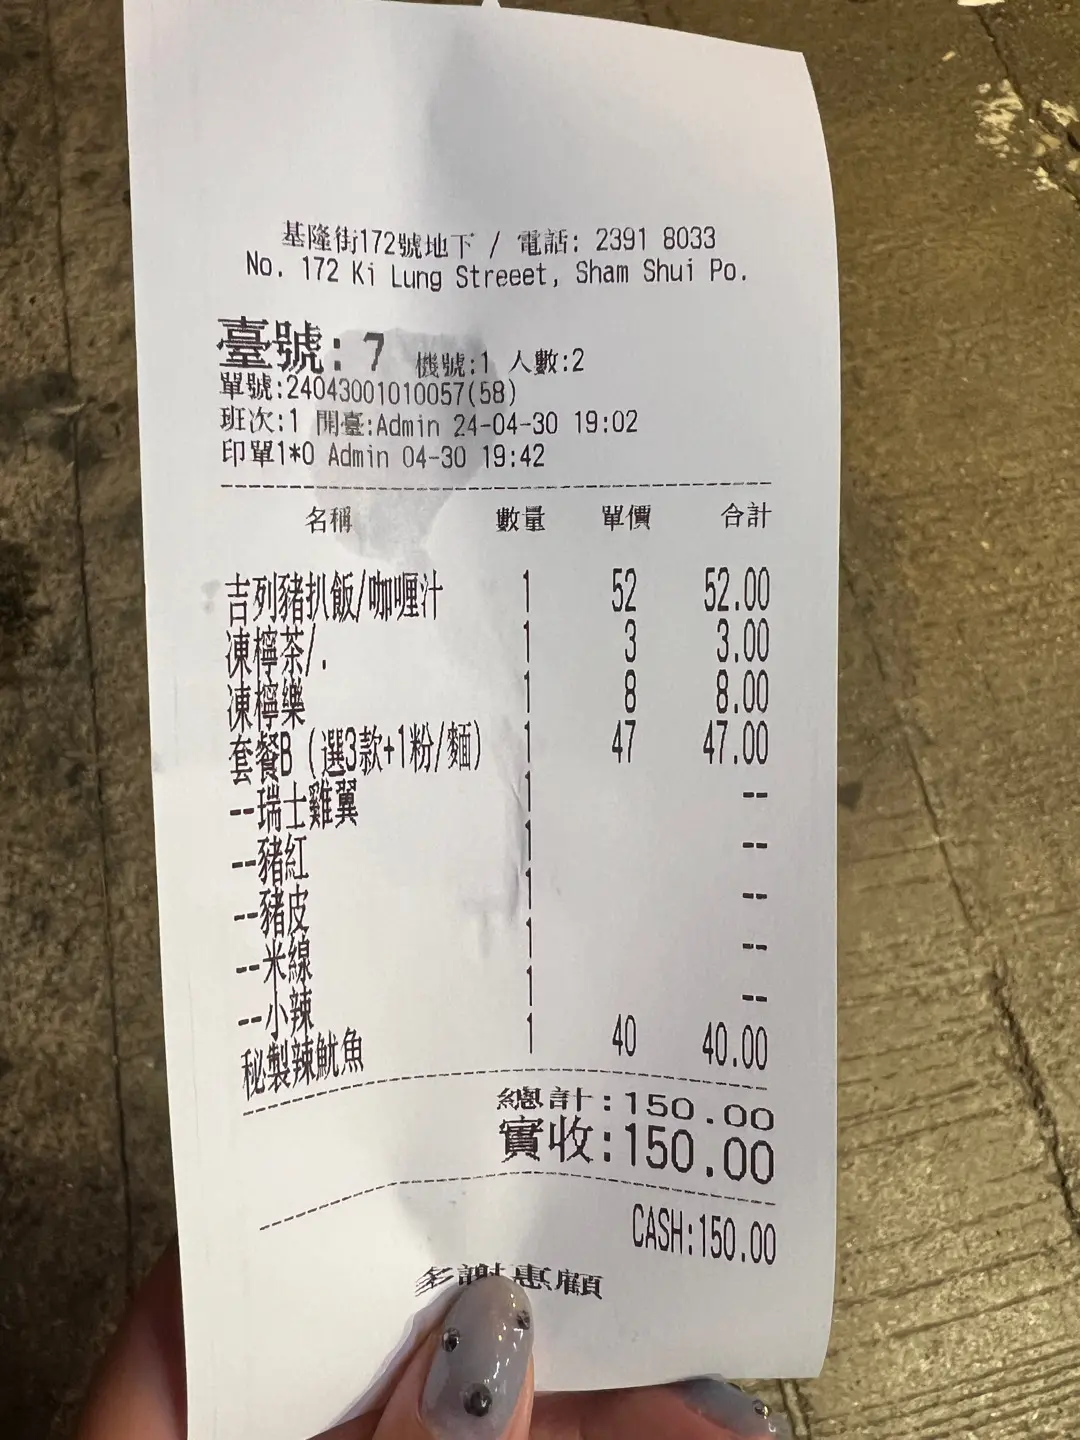 基隆街172號地下 / 電話: 2391 8033
No. 172 Ki Lung Streeet, Sham Shui Po.
臺號: 7 機號:1 人數:2
單號:24043001010057(58)
班次:1 開臺:Admin 24-04-30 19:02
印單1*0 Admin 04-30 19:42
名稱 數量 單價 合計
吉列豬扒飯/咖喱汁 1 52 52.00
凍檸茶/. 1 3 3.00
凍檸樂 1 8 8.00
套餐B (選3款+1粉/麵) 1 47 47.00
--瑞士雞翼 1 --
--豬紅 1 --
--豬皮 1 --
--米線 1 --
--小辣 1 --
秘製辣魷魚 1 40 40.00
總計:150.00
實收:150.00
CASH:150.00
多謝惠顧